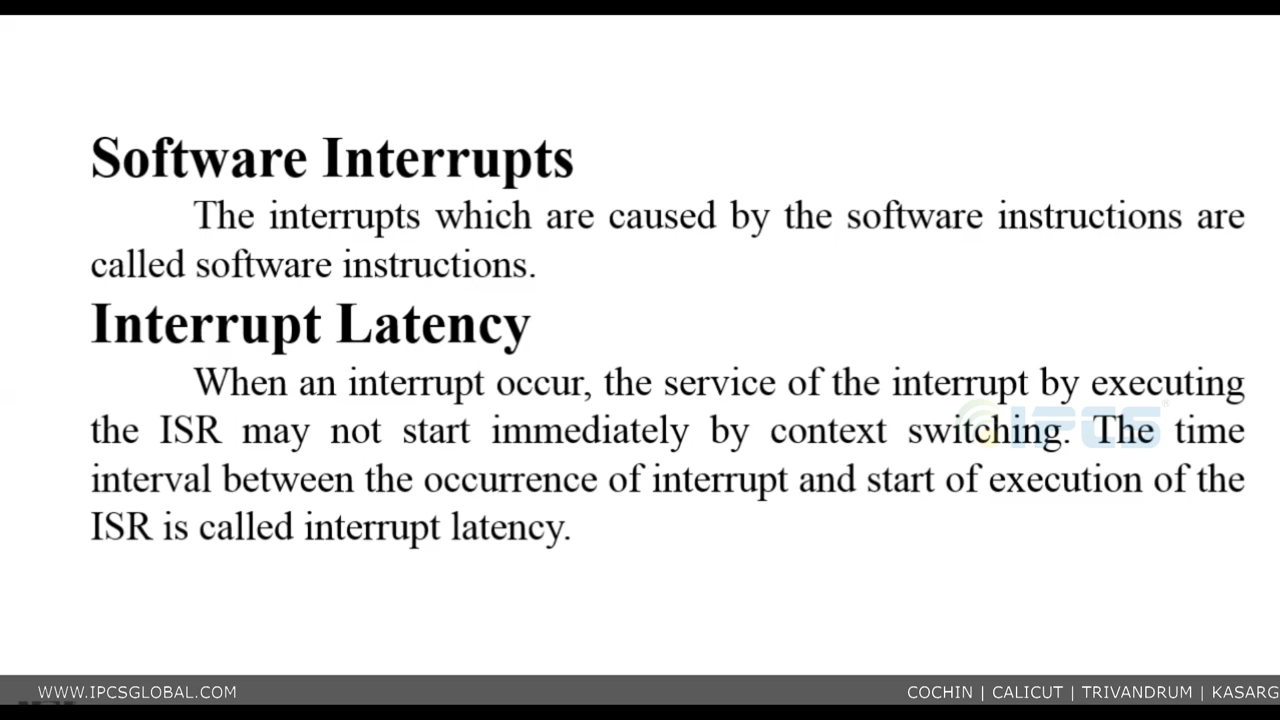 Software Interrupts
The interrupts which are caused by the software instructions are
called software instructions.
Interrupt Latency
When an interrupt occur, the service of the interrupt by executing
the ISR may not start immediately by context switching. The time
interval between the occurrence of interrupt and start of execution of the
ISR is called interrupt latency.
IPCS
WWW.IPCSGLOBAL.COM
COCHIN | CALICUT | TRIVANDRUM | KASARG